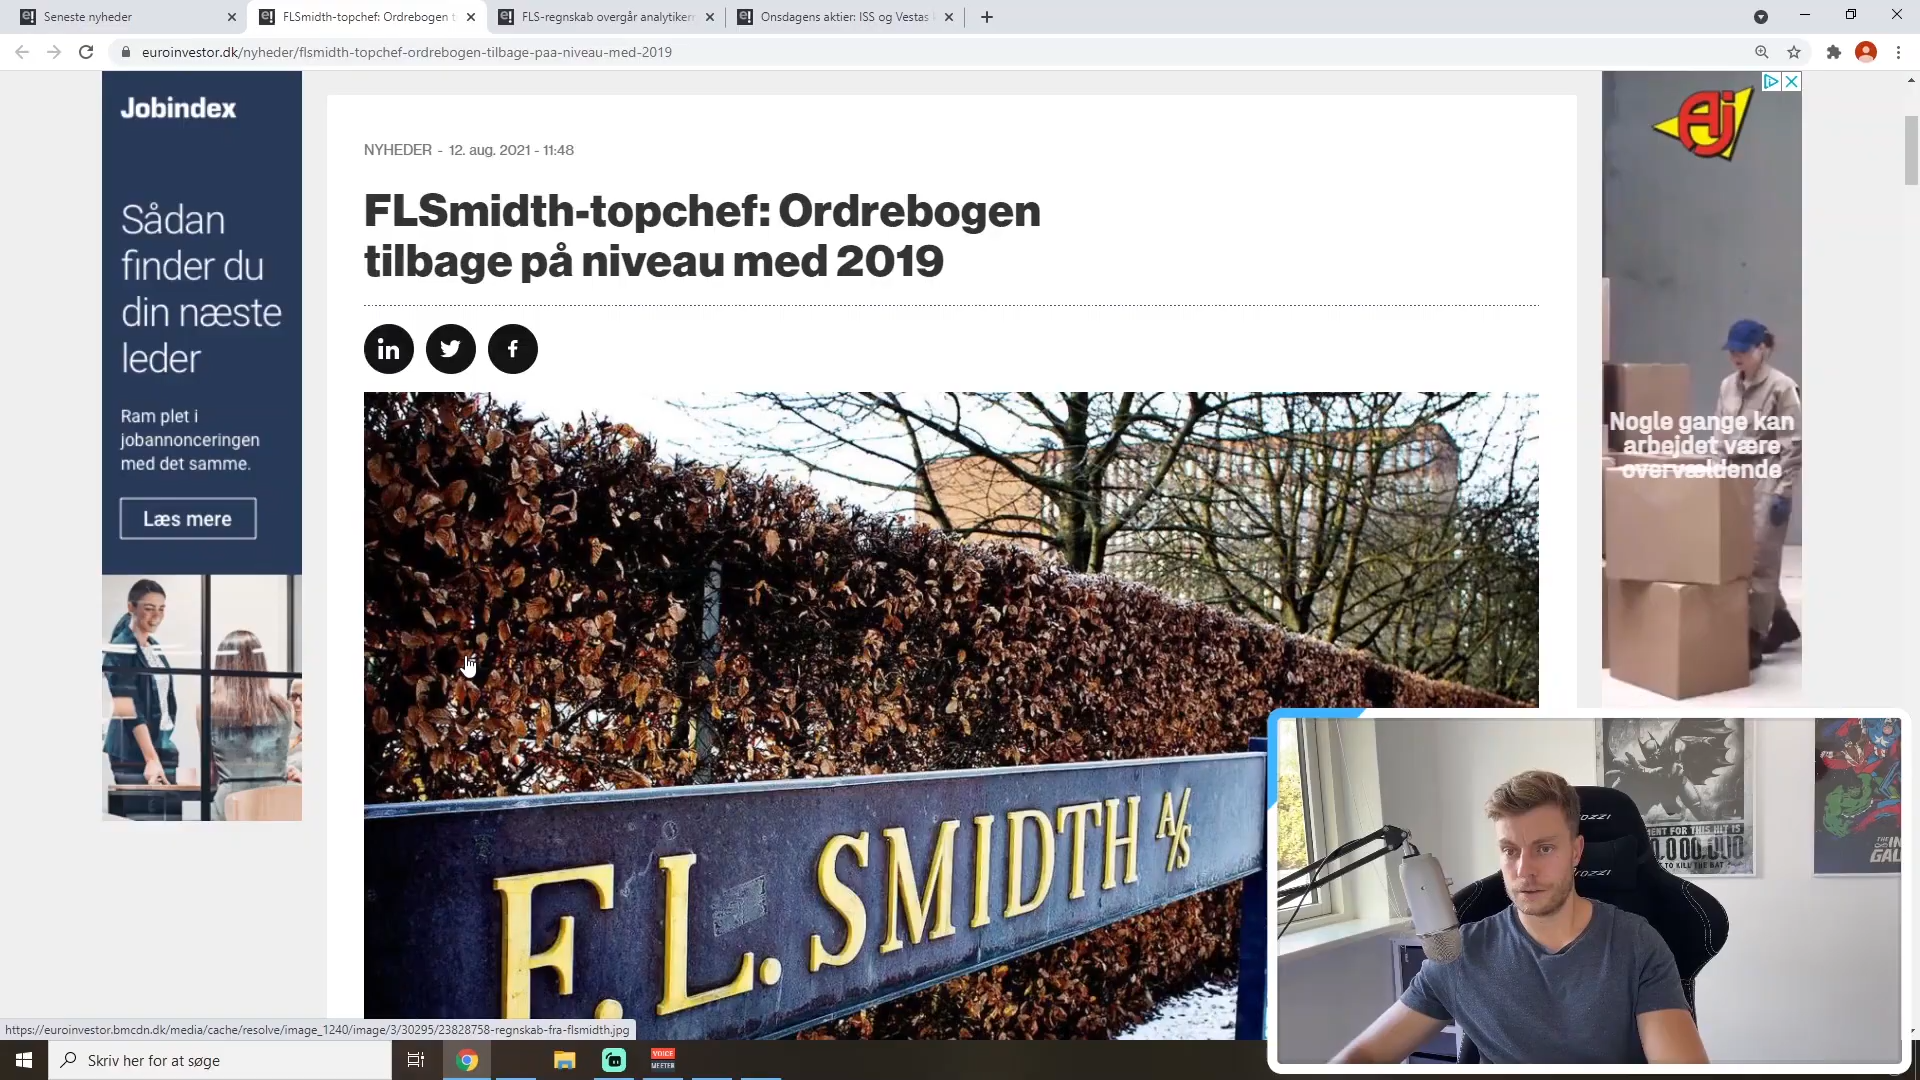 Seneste nyheder
FLSmidth-topchef: Ordrebogen t
FLS-regnskab overgår analytiker
Onsdagens aktier: ISS og Vestas
euroinvestor.dk/nyheder/flsmidth-topchef-ordrebogen-tilbage-paa-niveau-med-2019
Jobindex
Sådan
finder du
din næste
leder
Ram plet i
jobannonceringen
med det samme.
Læs mere
NYHEDER - 12. aug. 2021 - 11:48
FLSmidth-topchef: Ordrebogen
tilbage på niveau med 2019
in
f
F.L. SMIDTH A/S
Aj
Nogle gange kan
arbejdet være
overvældende
https://euroinvestor.bmcdn.dk/media/cache/resolve/image_1240/image/3/30295/23828758-regnskab-fra-flsmidth.jpg
Skriv her for at søge
VOICE
MEETER